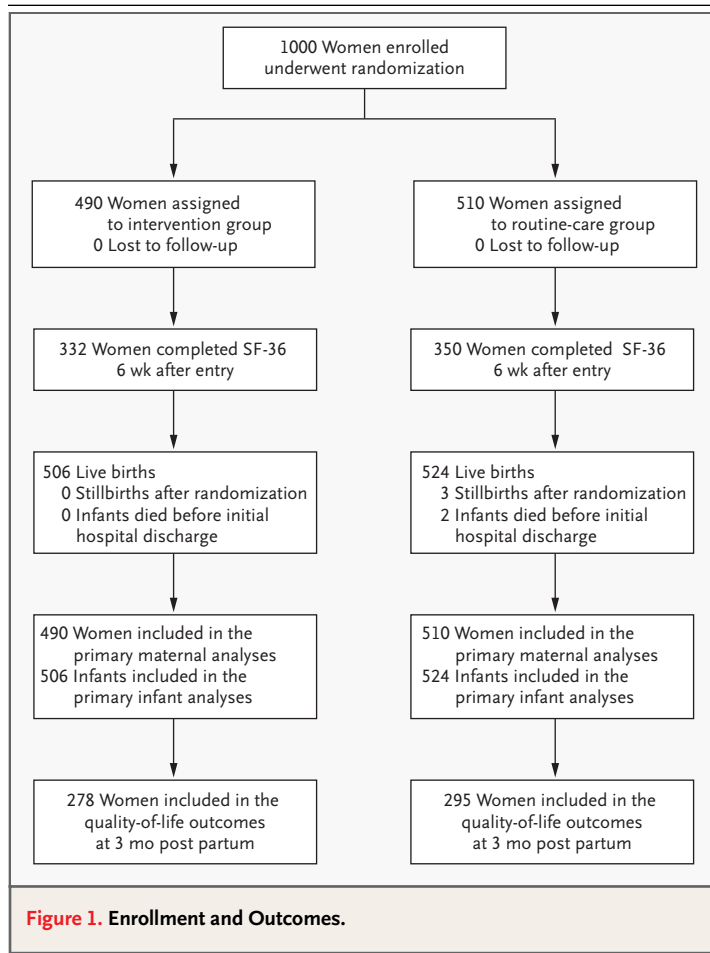 1000 Women enrolled
underwent randomization
490 Women assigned
to intervention group
0 Lost to follow-up
510 Women assigned
to routine-care group
0 Lost to follow-up
332 Women completed SF-36
6 wk after entry
350 Women completed SF-36
6 wk after entry
506 Live births
0 Stillbirths after randomization
0 Infants died before initial
hospital discharge
524 Live births
3 Stillbirths after randomization
2 Infants died before initial
hospital discharge
490 Women included in the
primary maternal analyses
506 Infants included in the
primary infant analyses
510 Women included in the
primary maternal analyses
524 Infants included in the
primary infant analyses
278 Women included in the
quality-of-life outcomes
at 3 mo post partum
295 Women included in the
quality-of-life outcomes
at 3 mo post partum
Figure 1. Enrollment and Outcomes.